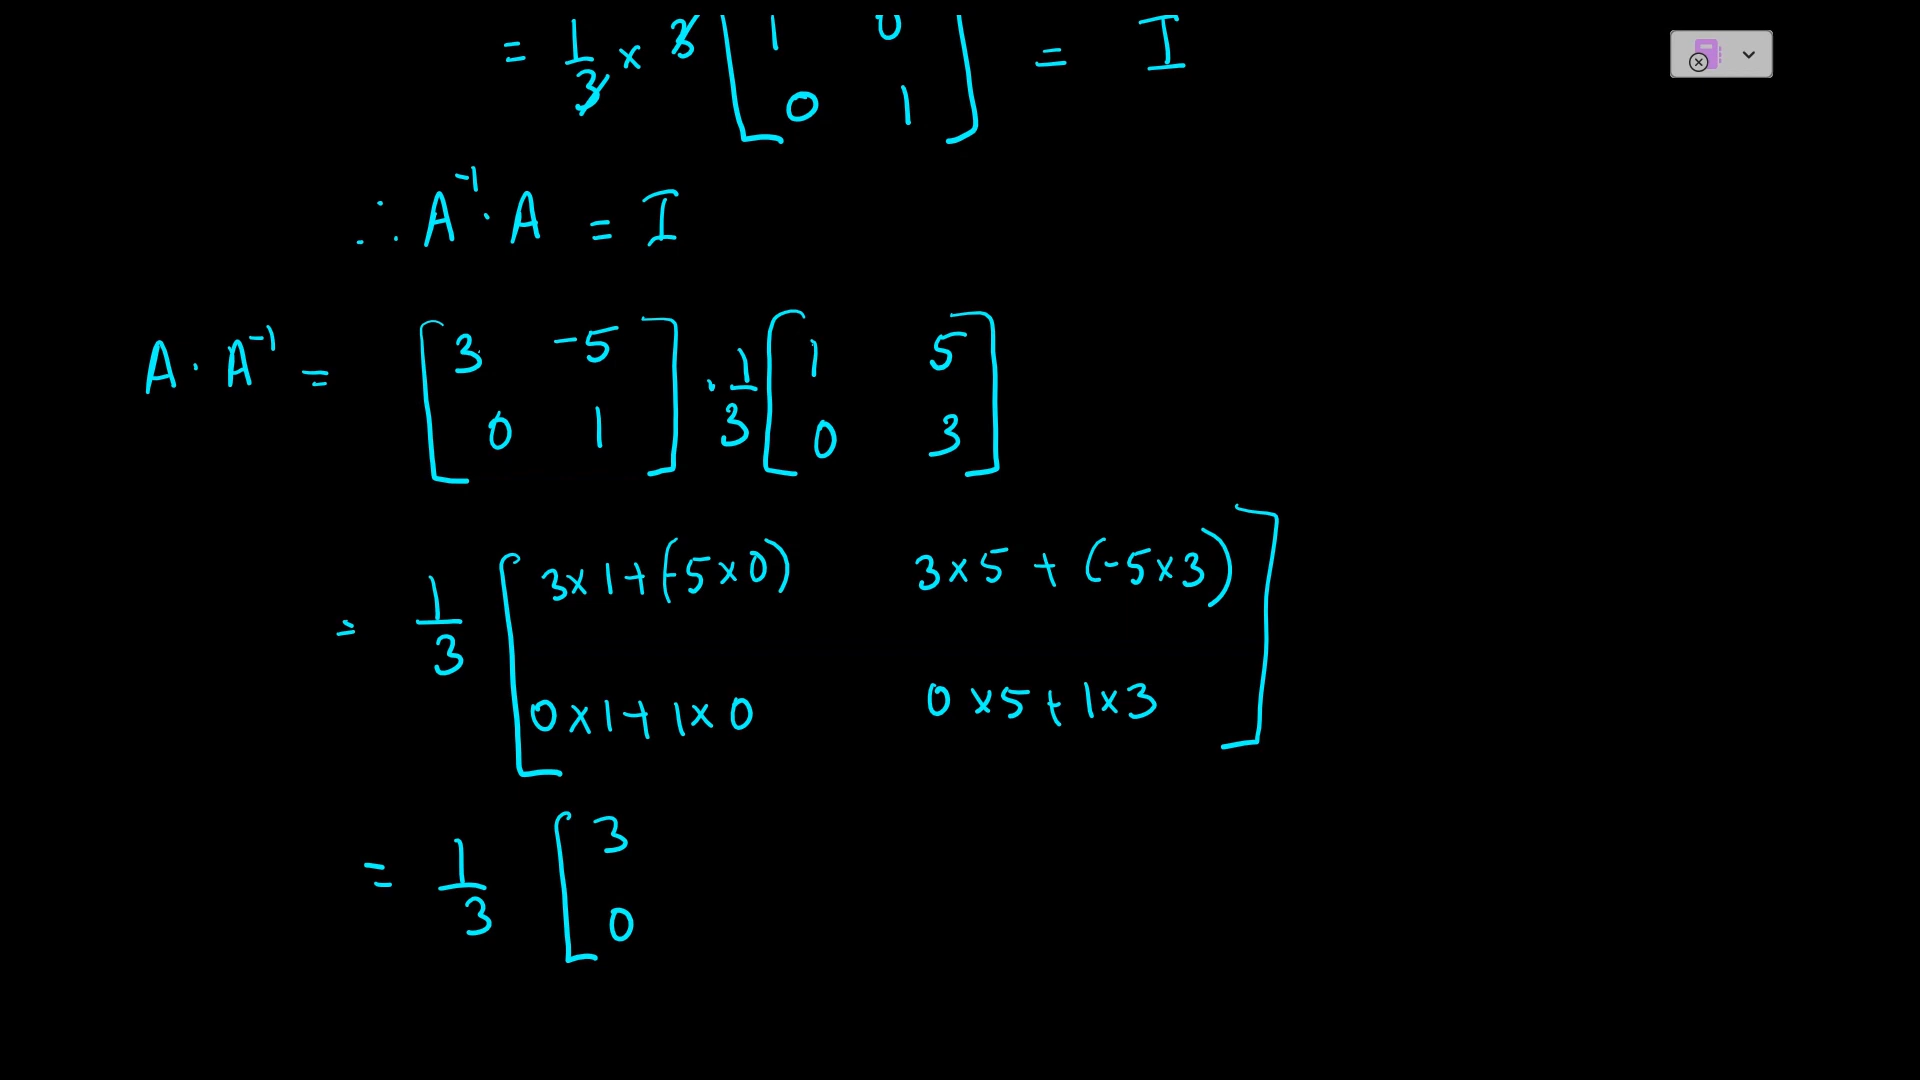 = 1/3 × 3 [1 0
0 1] = I
∴ A⁻¹ · A = I
A · A⁻¹ = [3 -5
0 1] · 1/3 [1 5
0 3]
= 1/3 [3×1+(-5×0) 3×5 + (-5×3)
0×1+1×0 0×5+1×3]
= 1/3 [3
0